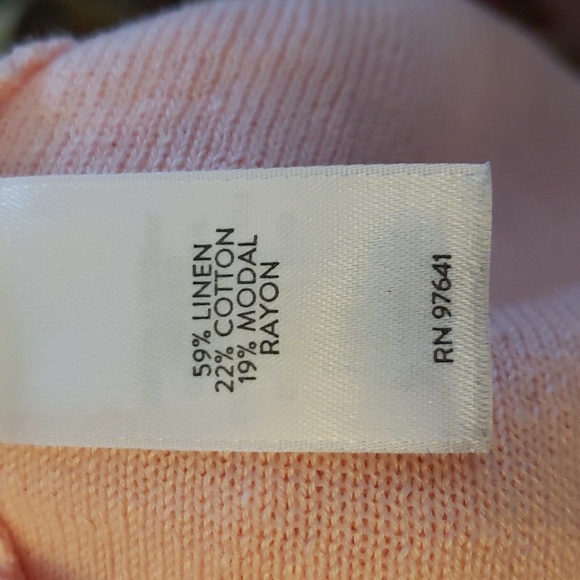 59% LINEN
22% COTTON
19% MODAL
RAYON
RN 97641